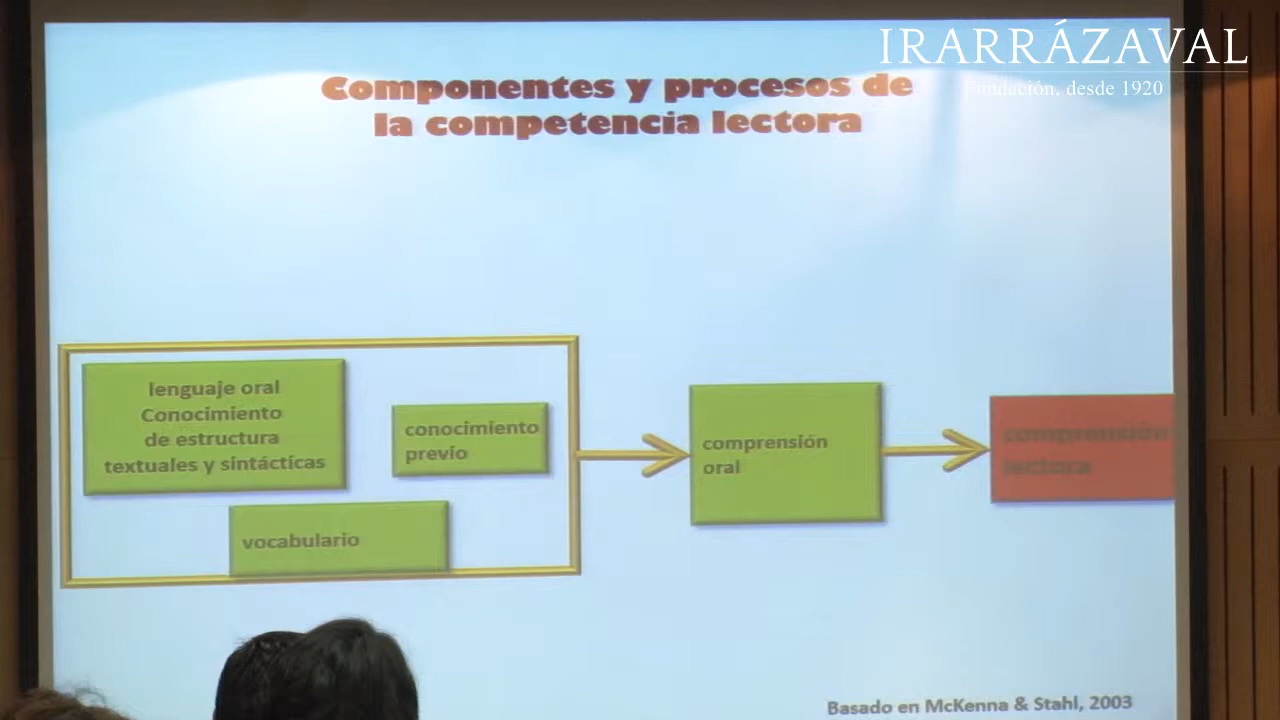 IRARRÁZAVAL
Fundación, desde 1920
Componentes y procesos de
la competencia lectora
lenguaje oral
Conocimiento
de estructura
textuales y sintácticas
conocimiento
previo
vocabulario
comprensión
oral
comprensión
lectora
Basado en McKenna & Stahl, 2003